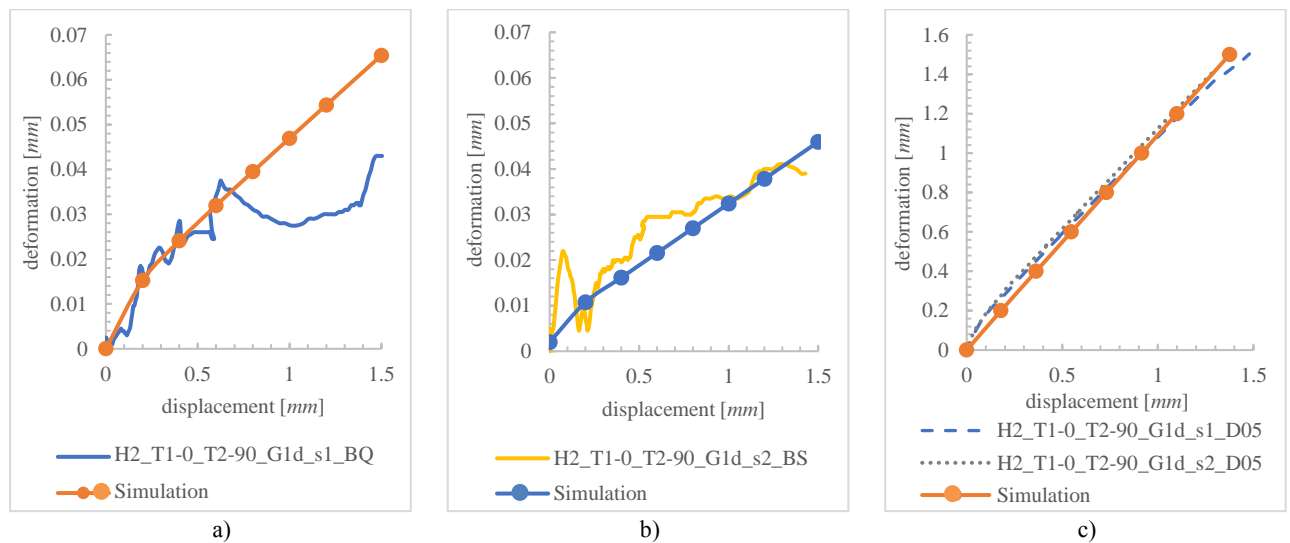 0.07
0.06
0.05
0.04
0.03
0.02
0.01
0
deformation [mm]
0 0.5 1 1.5
displacement [mm]
H2_T1-0_T2-90_G1d_s1_BQ
Simulation
a)
0.07
0.06
0.05
0.04
0.03
0.02
0.01
0
deformation [mm]
0 0.5 1 1.5
displacement [mm]
H2_T1-0_T2-90_G1d_s2_BS
Simulation
b)
1.6
1.4
1.2
1
0.8
0.6
0.4
0.2
0
deformation [mm]
0 0.5 1 1.5
displacement [mm]
H2_T1-0_T2-90_G1d_s1_D05
H2_T1-0_T2-90_G1d_s2_D05
Simulation
c)